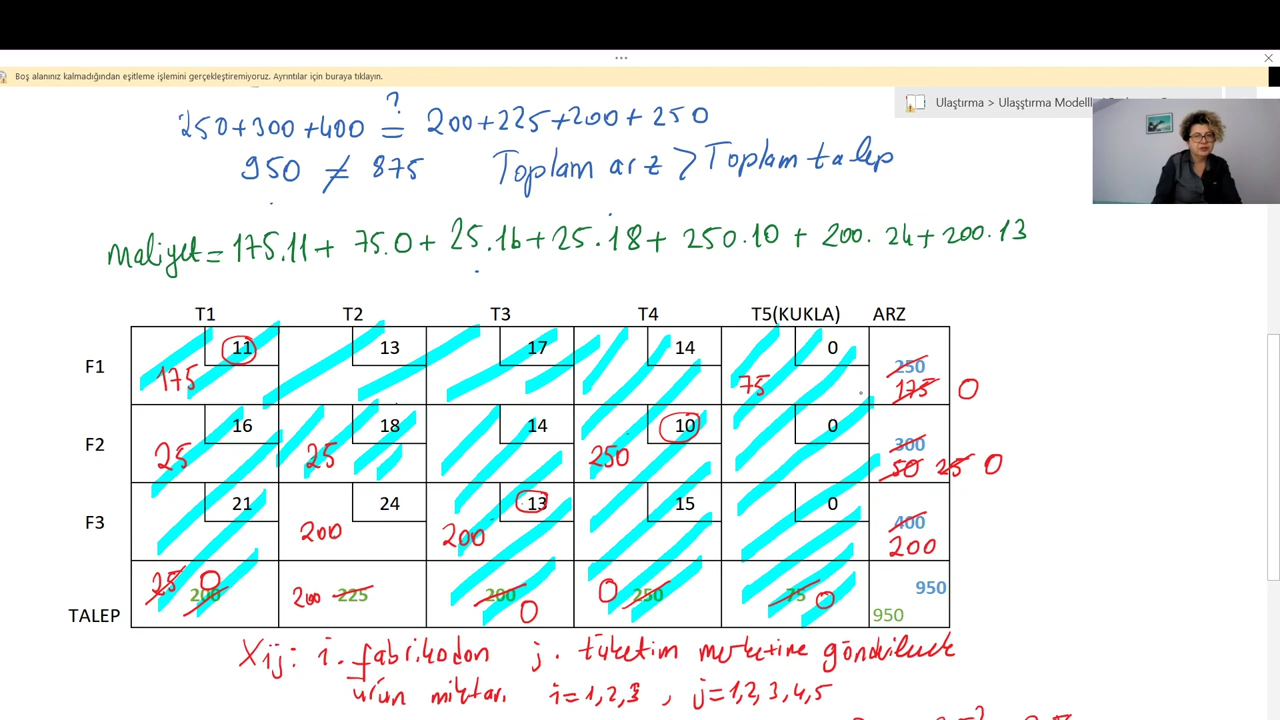 Boş alanınız kalmadığından eşitleme işlemini gerçekleştiremiyoruz. Ayrıntılar için buraya tıklayın.
Ulaştırma > Ulaşştırma Modelll
250+300+400 ?= 200+225+200+250
950 ≠ 875 Toplam arz > Toplam talep
maliyet = 175.11 + 75.0 + 25.16 + 25.18 + 250.10 + 200.24 + 200.13
T1 T2 T3 T4 T5(KUKLA) ARZ
F1 11 13 17 14 0 250
175 75 175 0
F2 16 18 14 10 0 300
25 25 250 50 25 0
F3 21 24 13 15 0 400
200 200 200
25 0 200 200 225 200 0 0 250 75 0 950
TALEP 950
Xij: i. fabrikadan j. tüketim merkezine gönderilecek
ürün miktarı i=1,2,3 , j=1,2,3,4,5